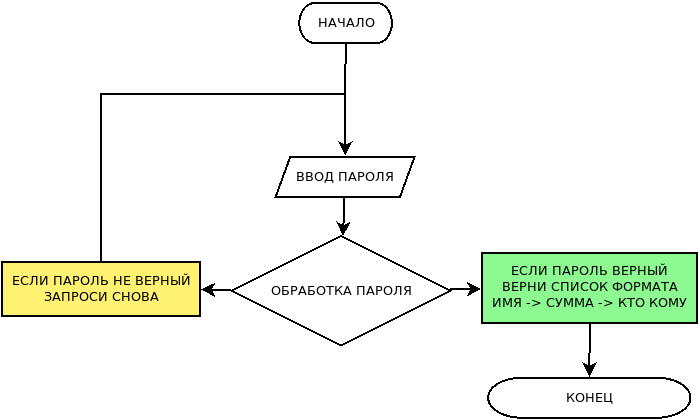 НАЧАЛО
ВВОД ПАРОЛЯ
ОБРАБОТКА ПАРОЛЯ
ЕСЛИ ПАРОЛЬ НЕ ВЕРНЫЙ
ЗАПРОСИ СНОВА
ЕСЛИ ПАРОЛЬ ВЕРНЫЙ
ВЕРНИ СПИСОК ФОРМАТА
ИМЯ -> СУММА -> КТО КОМУ
КОНЕЦ